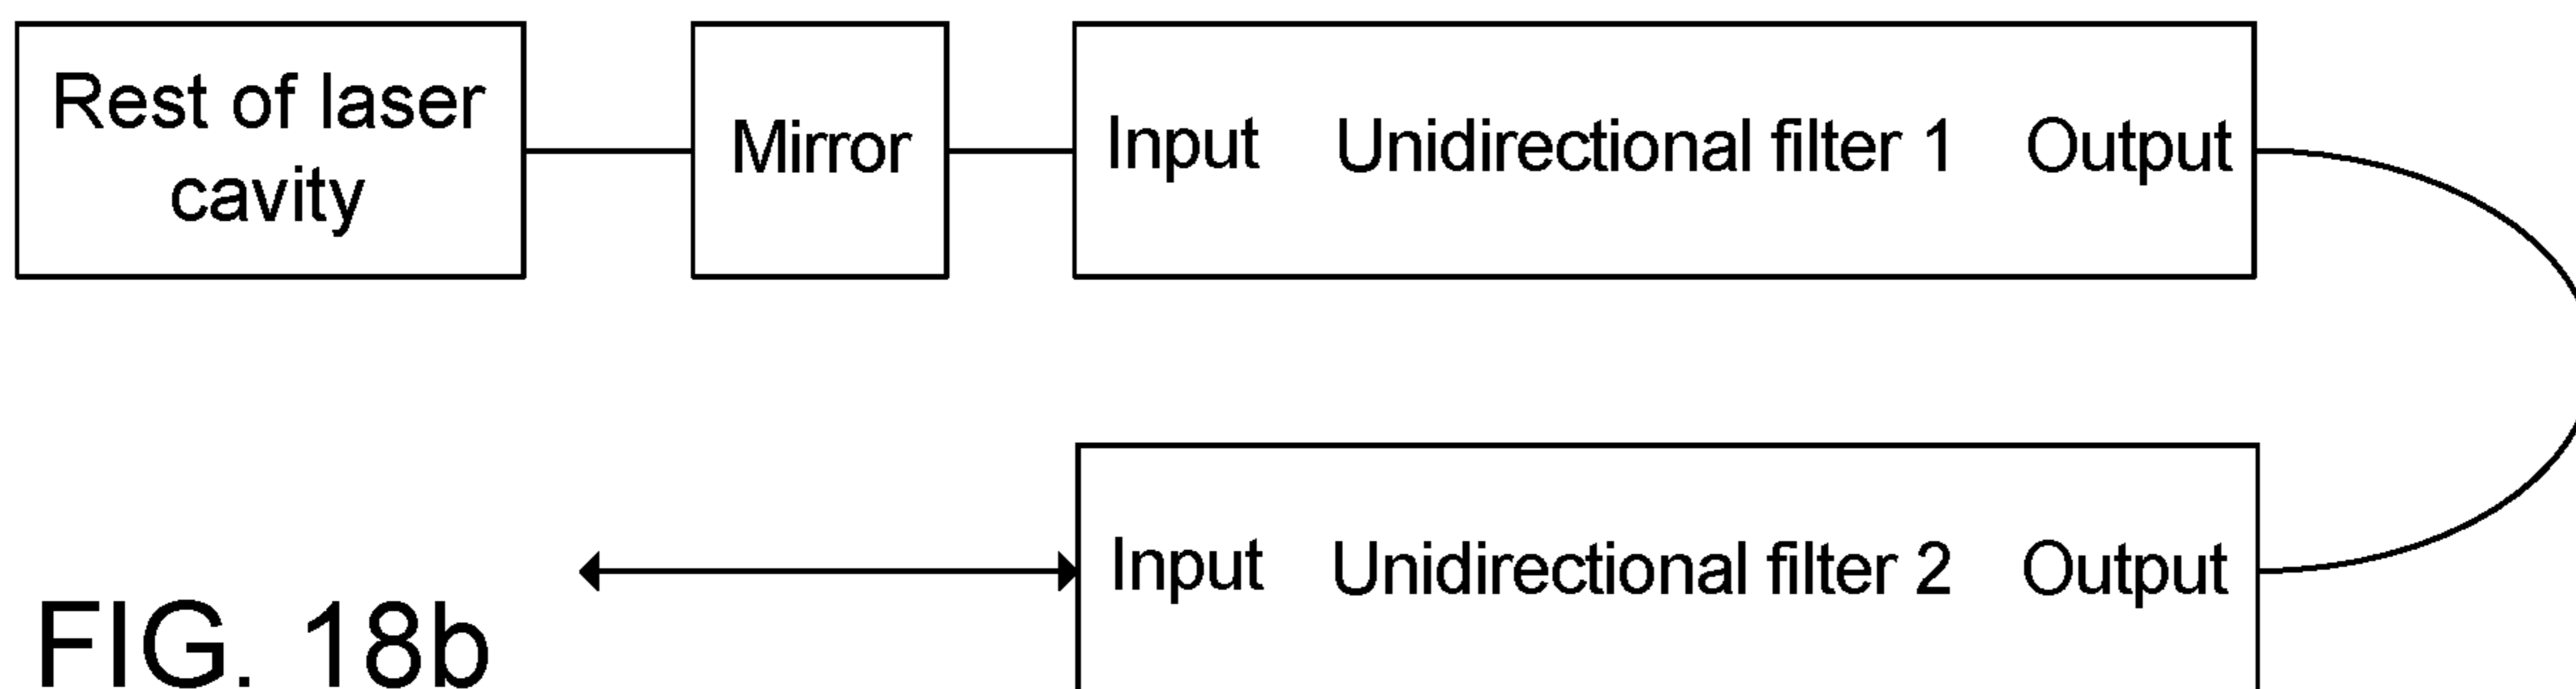 Rest of laser
cavity
Mirror
Input Unidirectional filter 1 Output
Input Unidirectional filter 2 Output
FIG. 18b